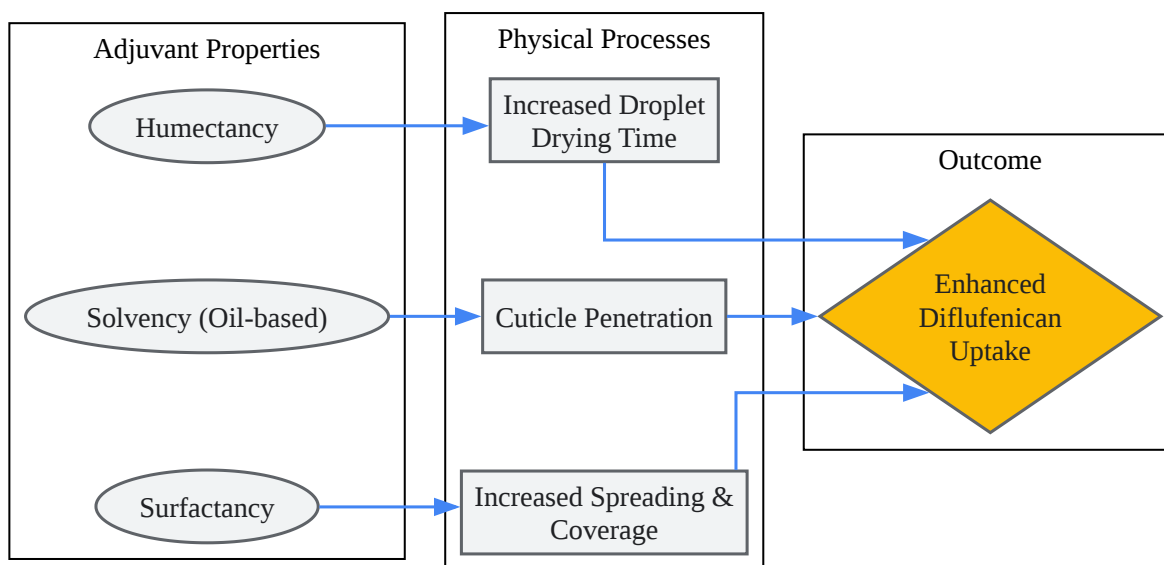 Adjuvant Properties
Humectancy
Solvency (Oil-based)
Surfactancy
Physical Processes
Increased Droplet
Drying Time
Cuticle Penetration
Increased Spreading &
Coverage
Outcome
Enhanced
Diflufenican
Uptake